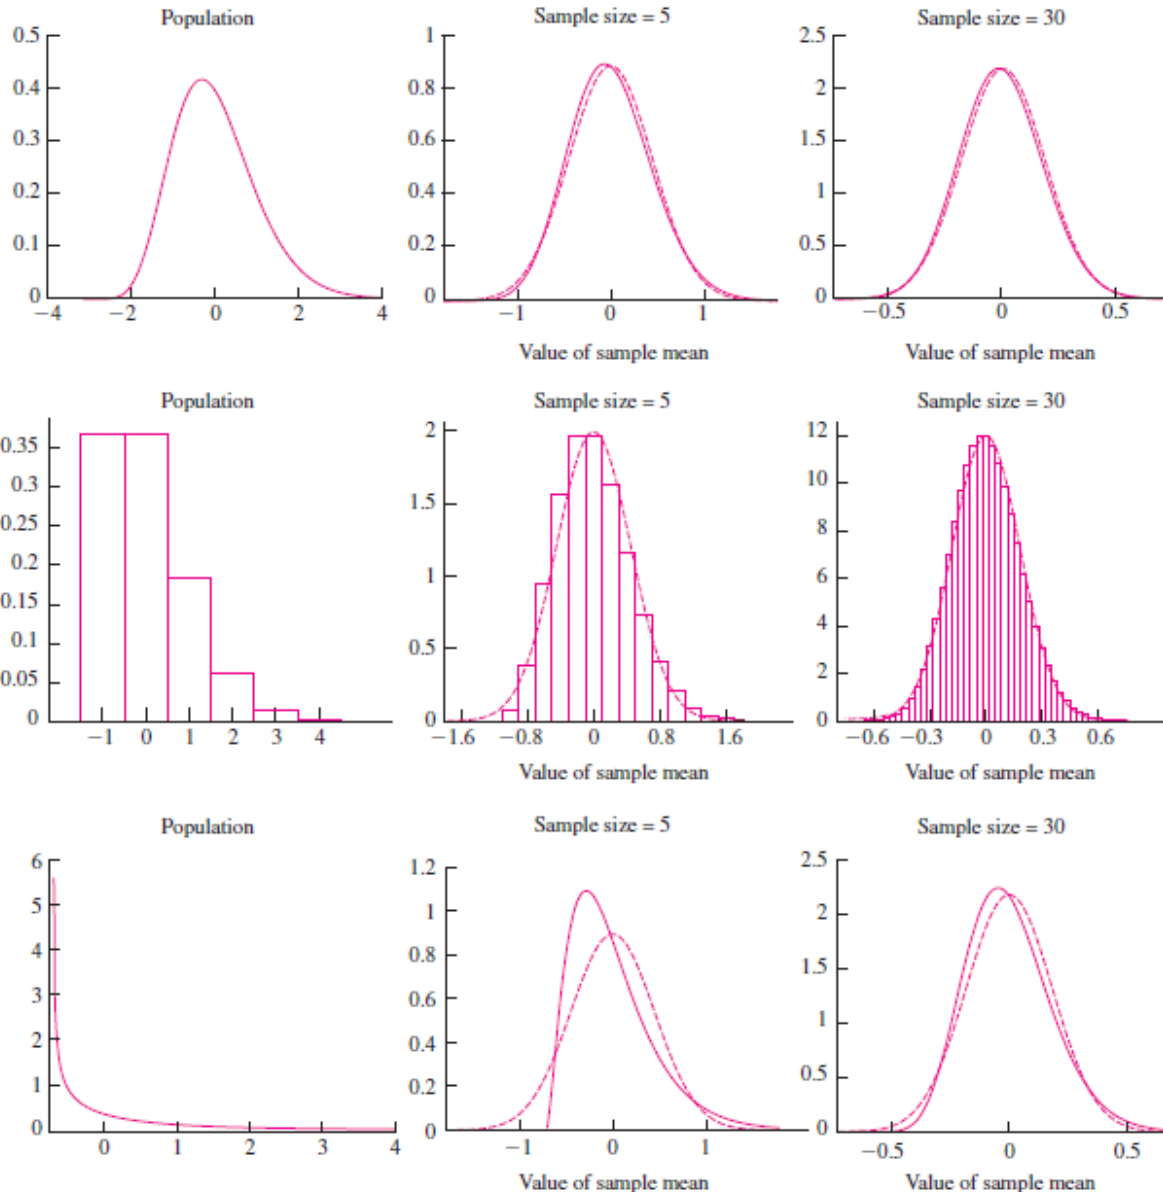 Population Sample size = 5 Sample size = 30
0.5 1 2.5
0.4 0.8 2
0.3 0.6 1.5
0.2 0.4 1
0.1 0.2 0.5
0 0 0
−4 −2 0 2 4 −1 0 1 −0.5 0 0.5
Value of sample mean Value of sample mean
Population Sample size = 5 Sample size = 30
0.35 2 12
0.3 10
0.25 1.5 8
0.2 1 6
0.15 4
0.1 0.5
0.05 2
0 0 0
−1 0 1 2 3 4 −1.6 −0.8 0 0.8 1.6 −0.6 −0.3 0 0.3 0.6
Value of sample mean Value of sample mean
Population Sample size = 5 Sample size = 30
6 1.2 2.5
5 1 2
4 0.8 1.5
3 0.6
2 0.4 1
1 0.2 0.5
0 0 0
0 1 2 3 4 −1 0 1 −0.5 0 0.5
Value of sample mean Value of sample mean